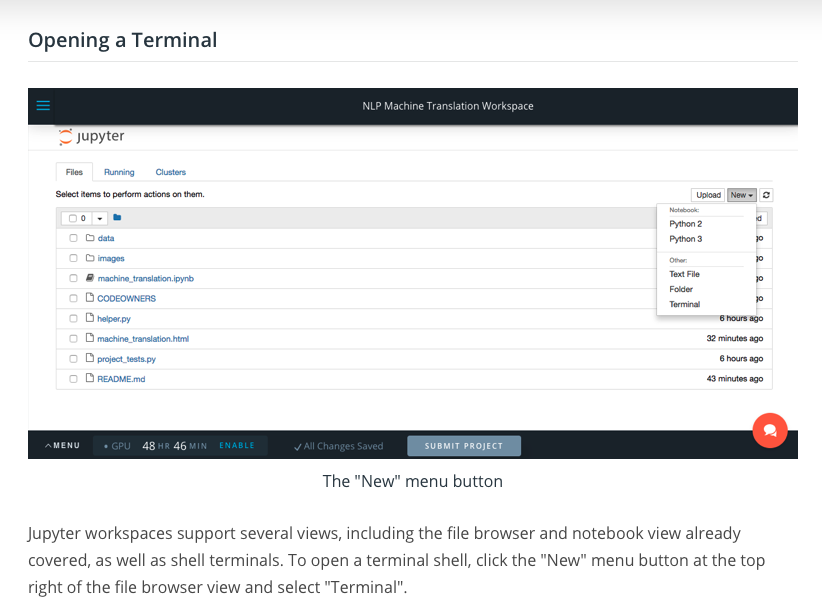 Opening a Terminal
NLP Machine Translation Workspace
jupyter
Files Running Clusters
Select items to perform actions on them.
Upload New
0
Notebook:
Python 2
Python 3
Other:
Text File
Folder
Terminal
data
images
machine_translation.ipynb
CODEOWNERS
helper.py 6 hours ago
machine_translation.html 32 minutes ago
project_tests.py 6 hours ago
README.md 43 minutes ago
MENU GPU 48 HR 46 MIN ENABLE All Changes Saved SUBMIT PROJECT
The "New" menu button
Jupyter workspaces support several views, including the file browser and notebook view already
covered, as well as shell terminals. To open a terminal shell, click the "New" menu button at the top
right of the file browser view and select "Terminal".